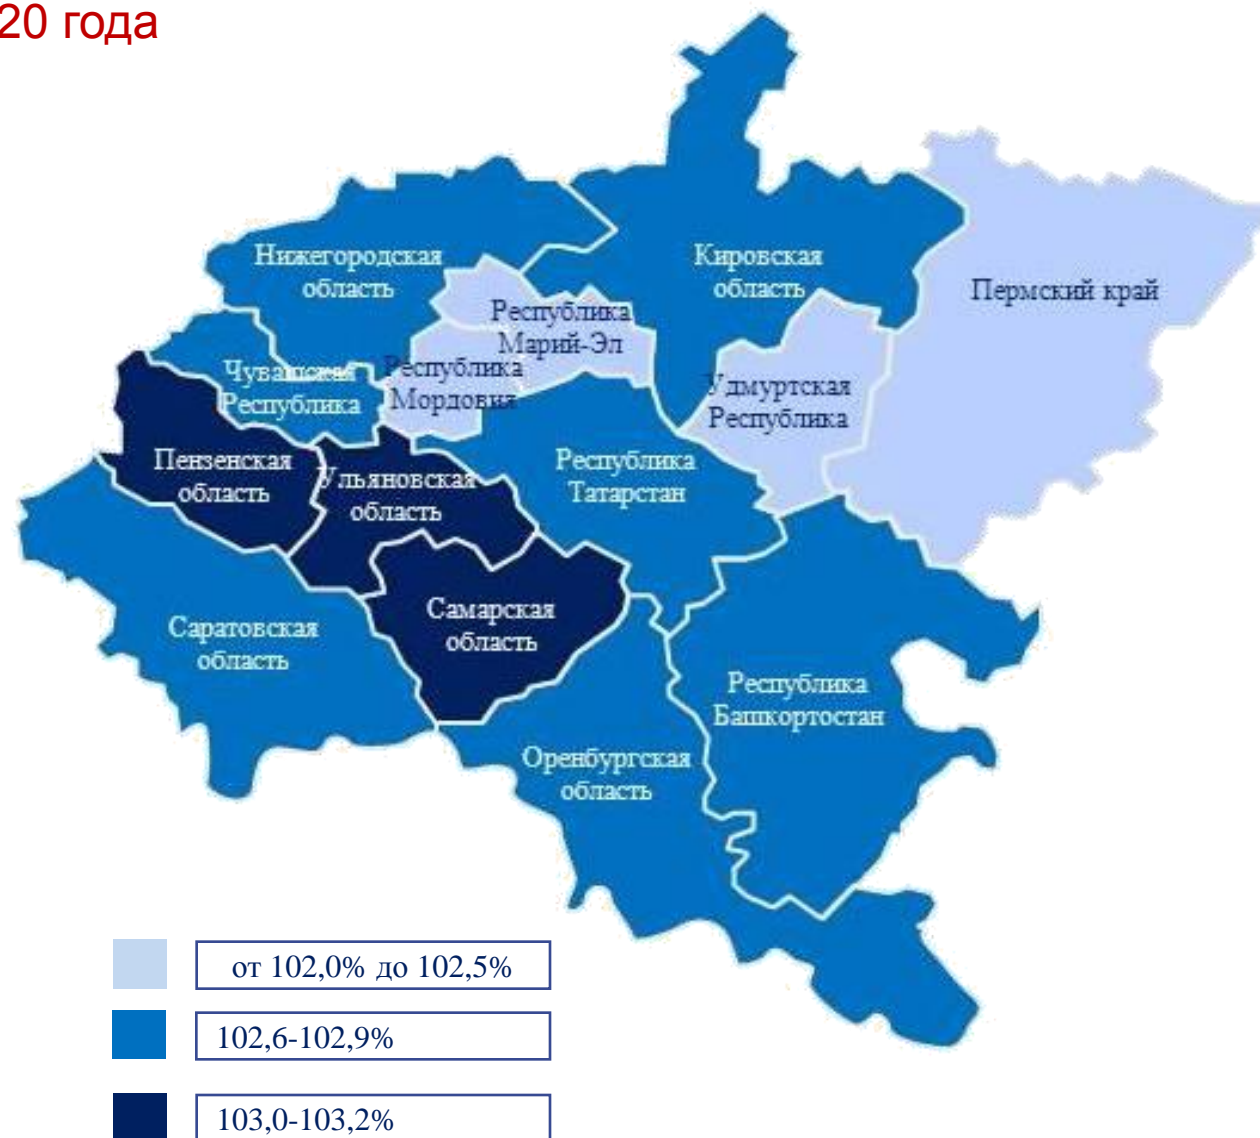 20 года
Нижегородская
область
Кировская
область
Пермский край
Республика
Марий-Эл
Республика
Мордовия
Чувашская
Республика
Удмуртская
Республика
Пензенская
область
Ульяновская
область
Республика
Татарстан
Самарская
область
Саратовская
область
Республика
Башкортостан
Оренбургская
область
от 102,0% до 102,5%
102,6-102,9%
103,0-103,2%